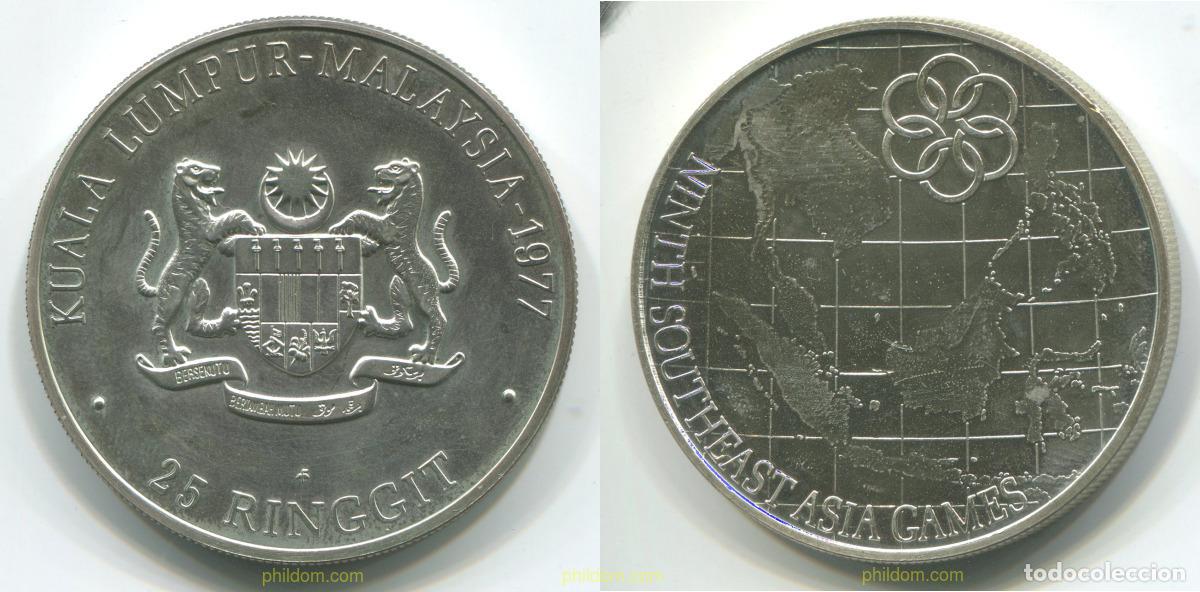 KUALA LUMPUR-MALAYSIA-1977
BERSEKUTU
BERTAMBAH MUTU
25 RINGGIT
NINTH SOUTHEAST ASIA GAMES
phildom.com
phildom.com
phildom.com
todocoleccion